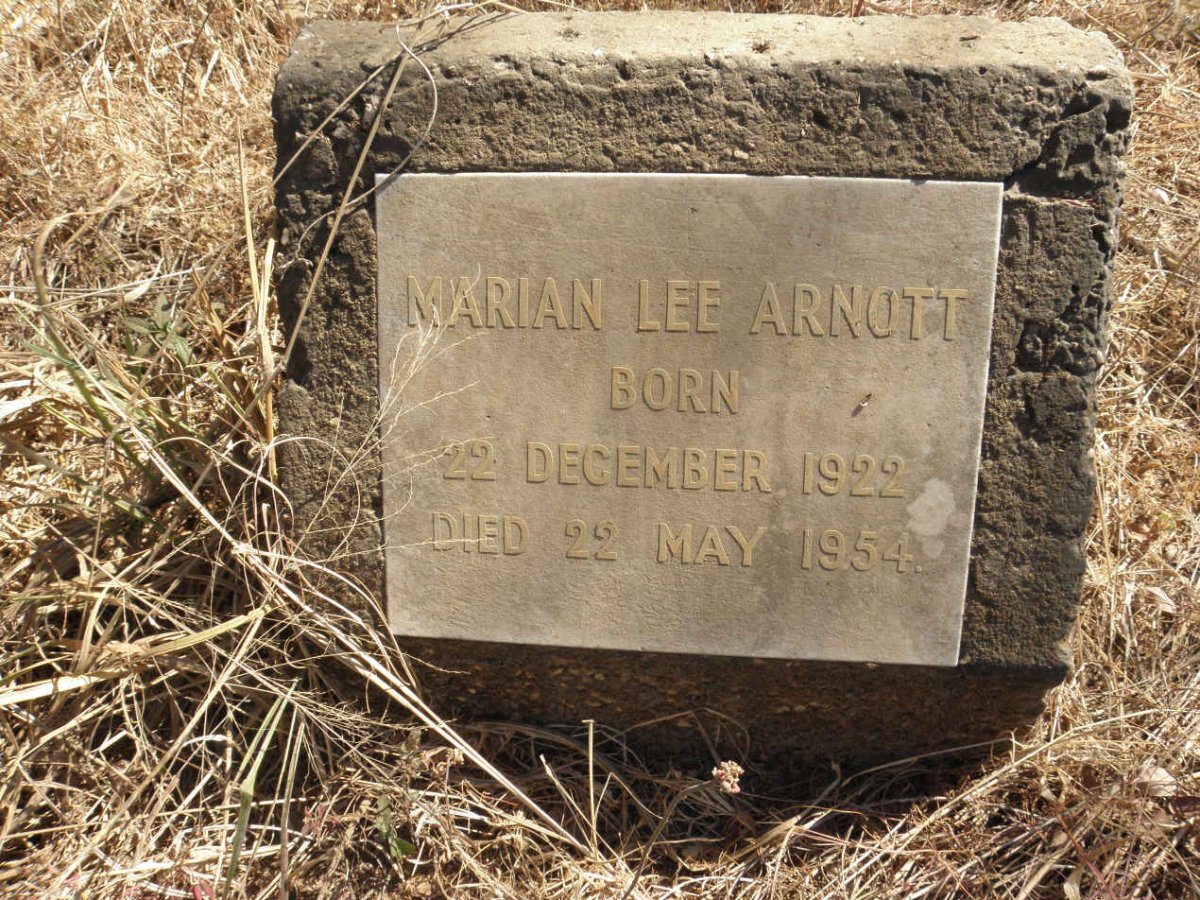 MARIAN LEE ARNOTT
BORN
22 DECEMBER 1922
DIED 22 MAY 1954.